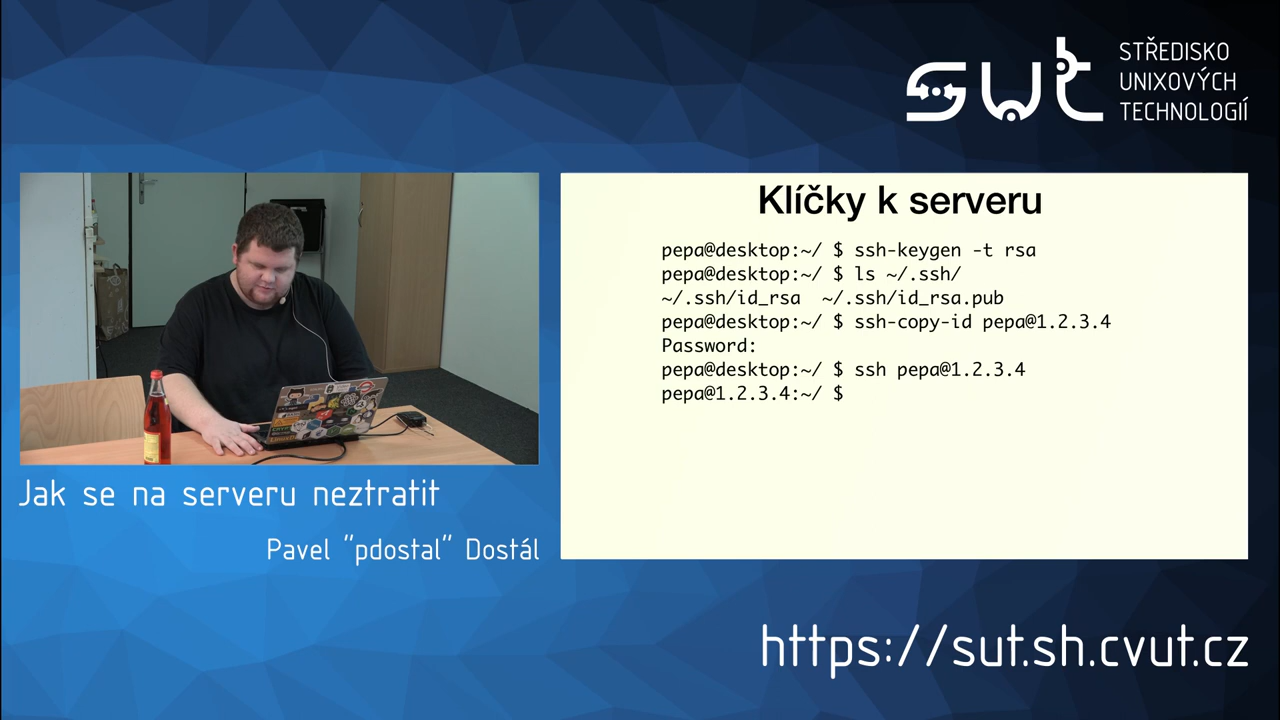 sut
STŘEDISKO
UNIXOVÝCH
TECHNOLOGIÍ
Klíčky k serveru
pepa@desktop:~/ $ ssh-keygen -t rsa
pepa@desktop:~/ $ ls ~/.ssh/
~/.ssh/id_rsa ~/.ssh/id_rsa.pub
pepa@desktop:~/ $ ssh-copy-id pepa@1.2.3.4
Password:
pepa@desktop:~/ $ ssh pepa@1.2.3.4
pepa@1.2.3.4:~/ $
Jak se na serveru neztratit
Pavel “pdostal” Dostál
https://sut.sh.cvut.cz